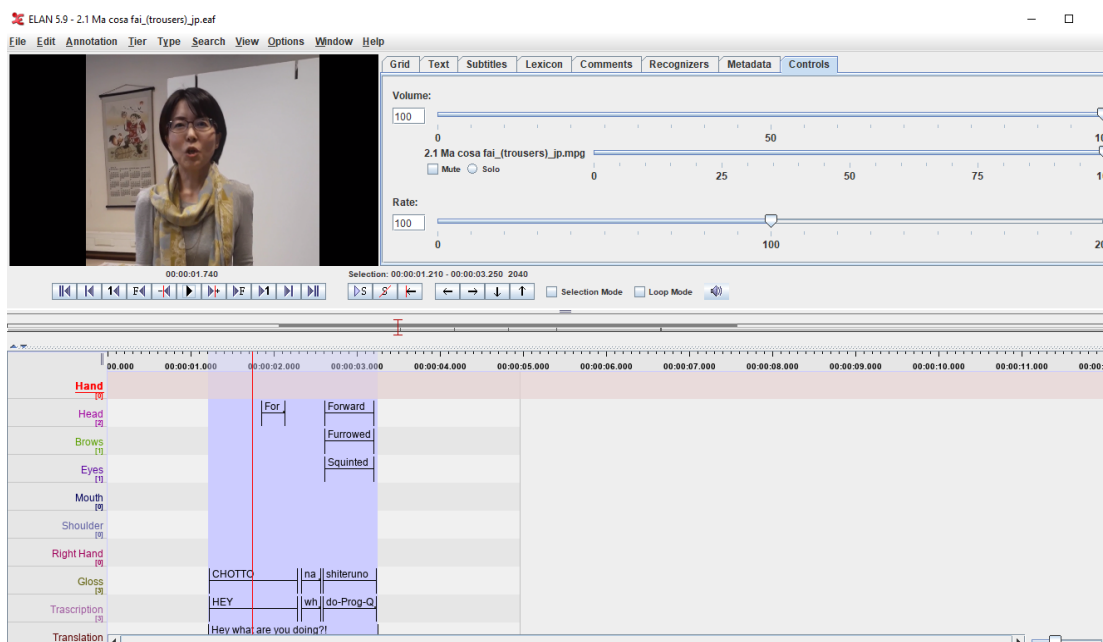 ELAN 5.9 - 2.1 Ma cosa fai_(trousers)_jp.eaf
File Edit Annotation Tier Type Search View Options Window Help
Grid Text Subtitles Lexicon Comments Recognizers Metadata Controls
Volume:
100
0 50 10
2.1 Ma cosa fai_(trousers)_jp.mpg
Mute Solo
0 25 50 75 1
Rate:
100
0 100 20
00:00:01.740 Selection: 00:00:01.210 - 00:00:03.250 2040
Selection Mode Loop Mode
00.000 00:00:01.000 00:00:02.000 00:00:03.000 00:00:04.000 00:00:05.000 00:00:06.000 00:00:07.000 00:00:08.000 00:00:09.000 00:00:10.000 00:00:11.000 00:00:
Hand
[0]
Head For Forward
[2]
Brows Furrowed
[1]
Eyes Squinted
[1]
Mouth
[0]
Shoulder
[0]
Right Hand
[0]
Gloss CHOTTO na shiteruno
[3]
Trascription HEY wh do-Prog-Q
[3]
Translation Hey what are you doing?!